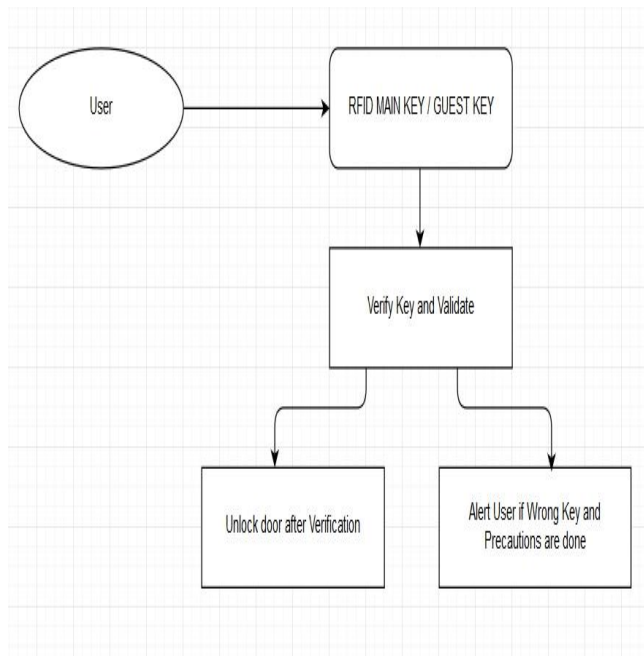 User
RFID MAIN KEY / GUEST KEY
Verify Key and Validate
Unlock door after Verification
Alert User if Wrong Key and
Precautions are done